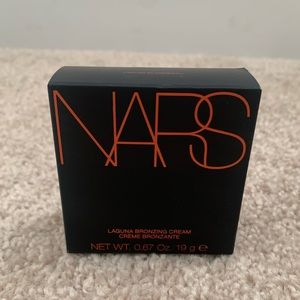 NARS
LAGUNA BRONZING CREAM
CRÈME BRONZANTE
NET WT. 0.67 Oz. 19 g ℮